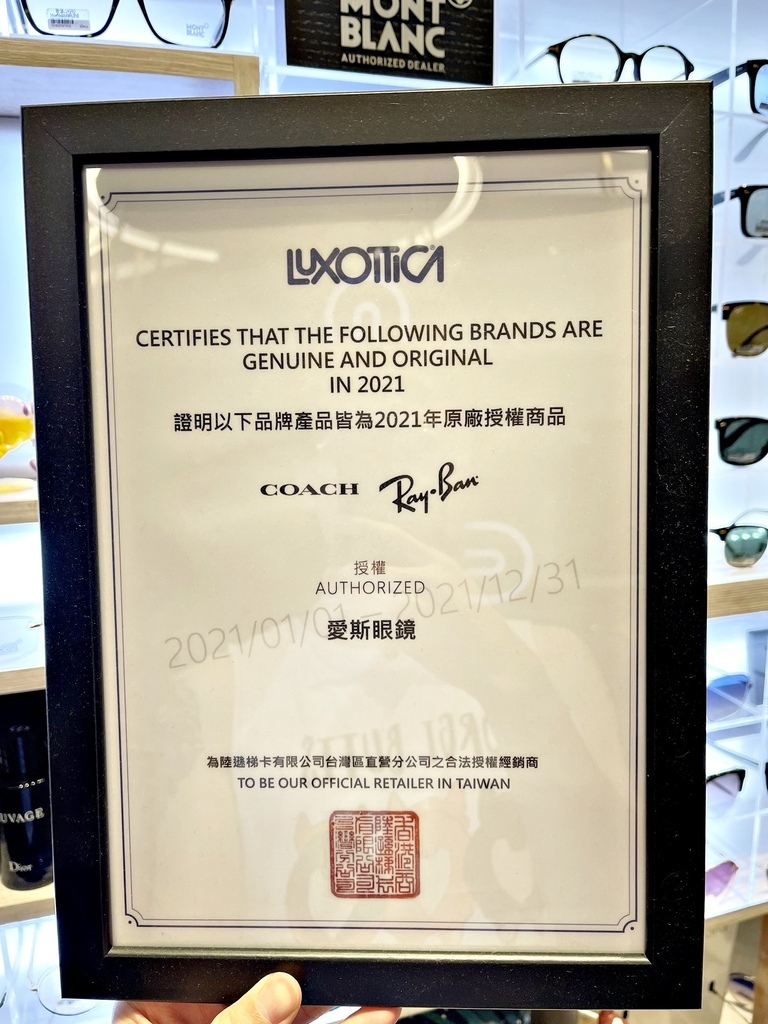 MONT
BLANC
AUTHORIZED DEALER
LUXOTTICA
CERTIFIES THAT THE FOLLOWING BRANDS ARE
GENUINE AND ORIGINAL
IN 2021
證明以下品牌產品皆為2021年原廠授權商品
COACH Ray-Ban
授權
AUTHORIZED
2021/01/01 – 2021/12/31
愛斯眼鏡
為陸遜梯卡有限公司台灣區直營分公司之合法授權經銷商
TO BE OUR OFFICIAL RETAILER IN TAIWAN
UVAGE
Dior